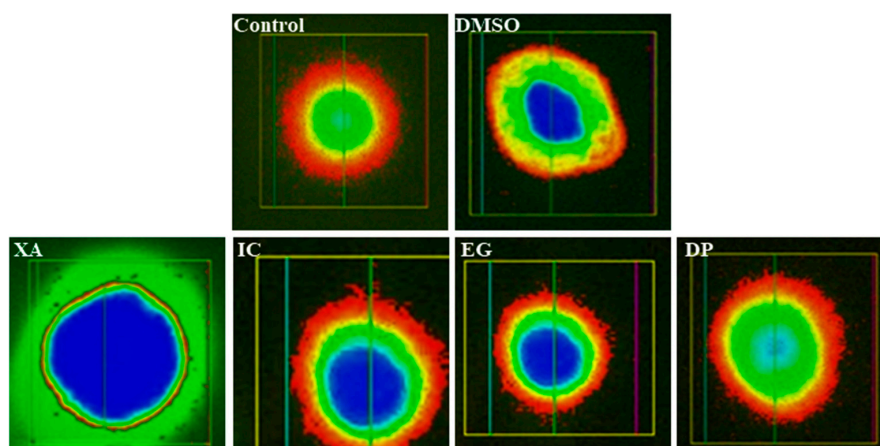 Control
DMSO
XA
IC
EG
DP